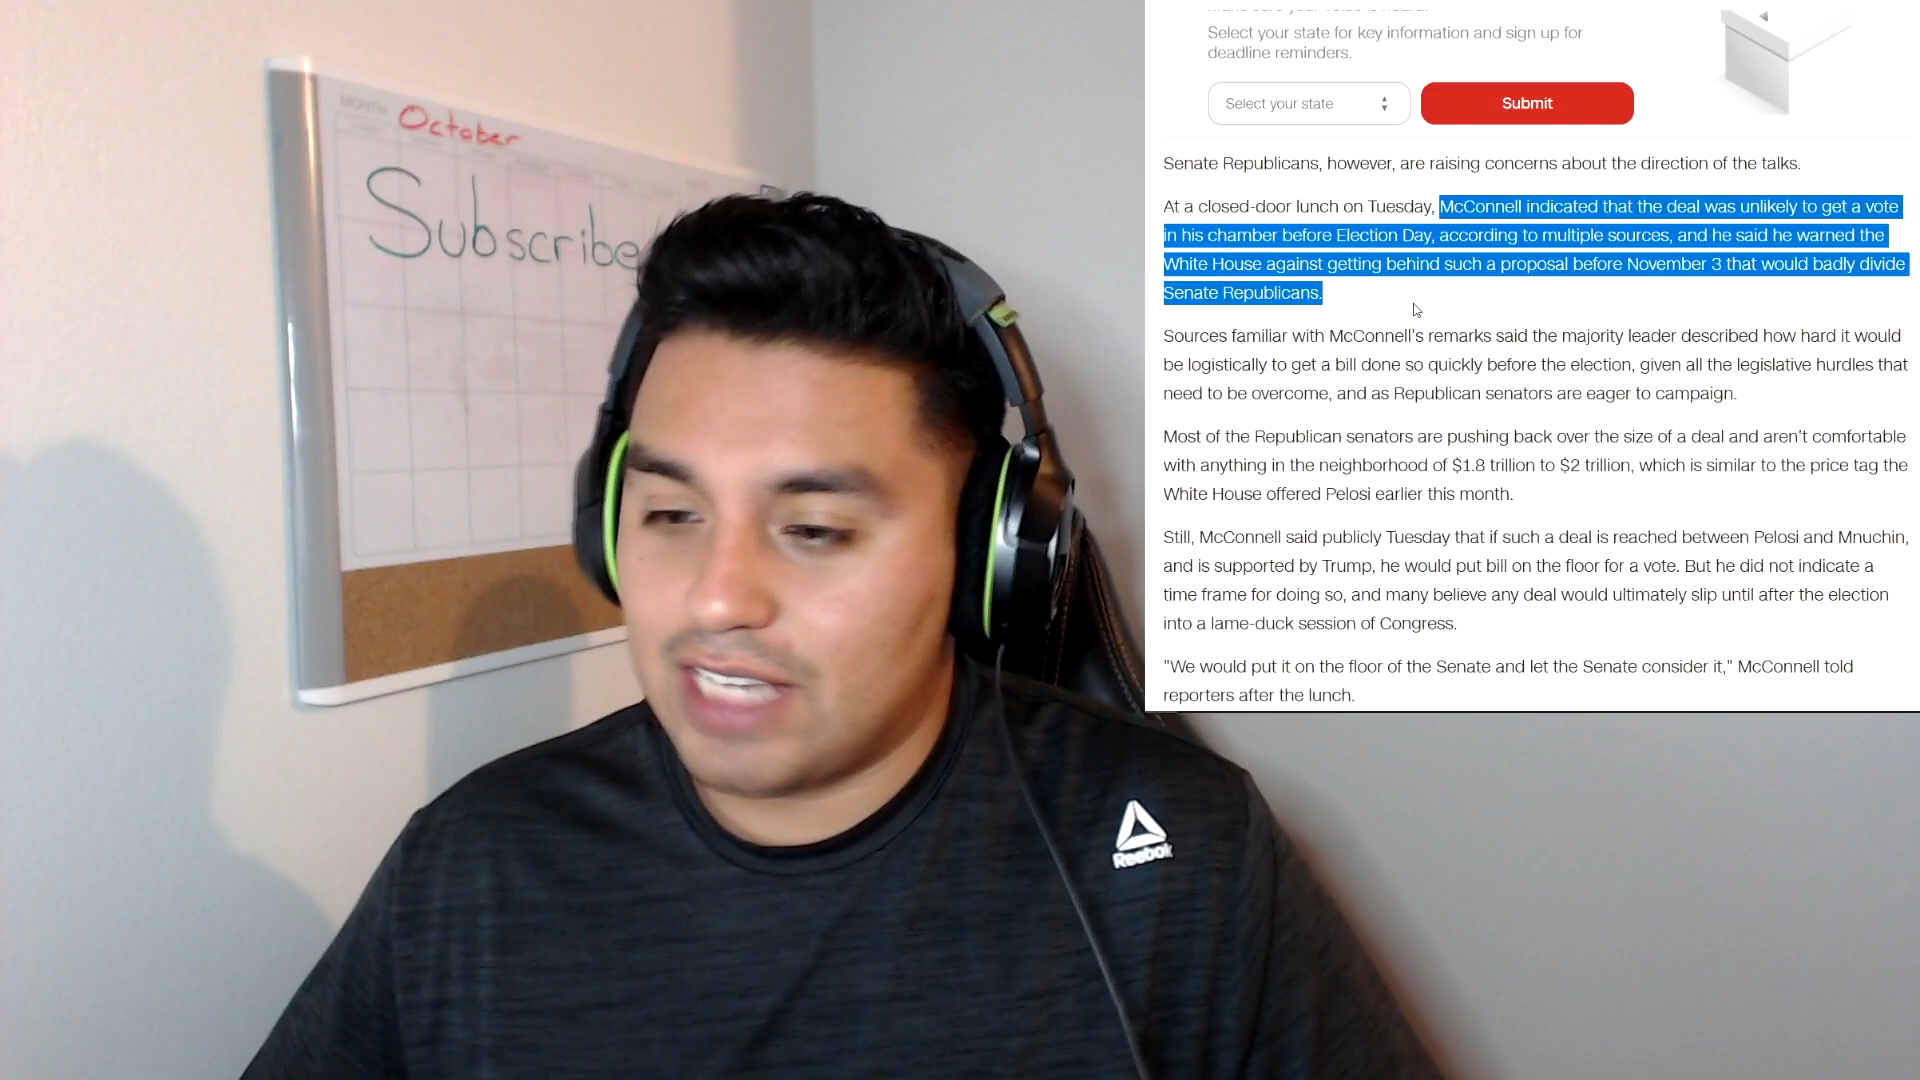 MONTH October
Subscribe
Reebok
Select your state for key information and sign up for
deadline reminders.
Select your state
Submit
Senate Republicans, however, are raising concerns about the direction of the talks.
At a closed-door lunch on Tuesday, McConnell indicated that the deal was unlikely to get a vote
in his chamber before Election Day, according to multiple sources, and he said he warned the
White House against getting behind such a proposal before November 3 that would badly divide
Senate Republicans.
Sources familiar with McConnell's remarks said the majority leader described how hard it would
be logistically to get a bill done so quickly before the election, given all the legislative hurdles that
need to be overcome, and as Republican senators are eager to campaign.
Most of the Republican senators are pushing back over the size of a deal and aren't comfortable
with anything in the neighborhood of $1.8 trillion to $2 trillion, which is similar to the price tag the
White House offered Pelosi earlier this month.
Still, McConnell said publicly Tuesday that if such a deal is reached between Pelosi and Mnuchin,
and is supported by Trump, he would put bill on the floor for a vote. But he did not indicate a
time frame for doing so, and many believe any deal would ultimately slip until after the election
into a lame-duck session of Congress.
"We would put it on the floor of the Senate and let the Senate consider it," McConnell told
reporters after the lunch.